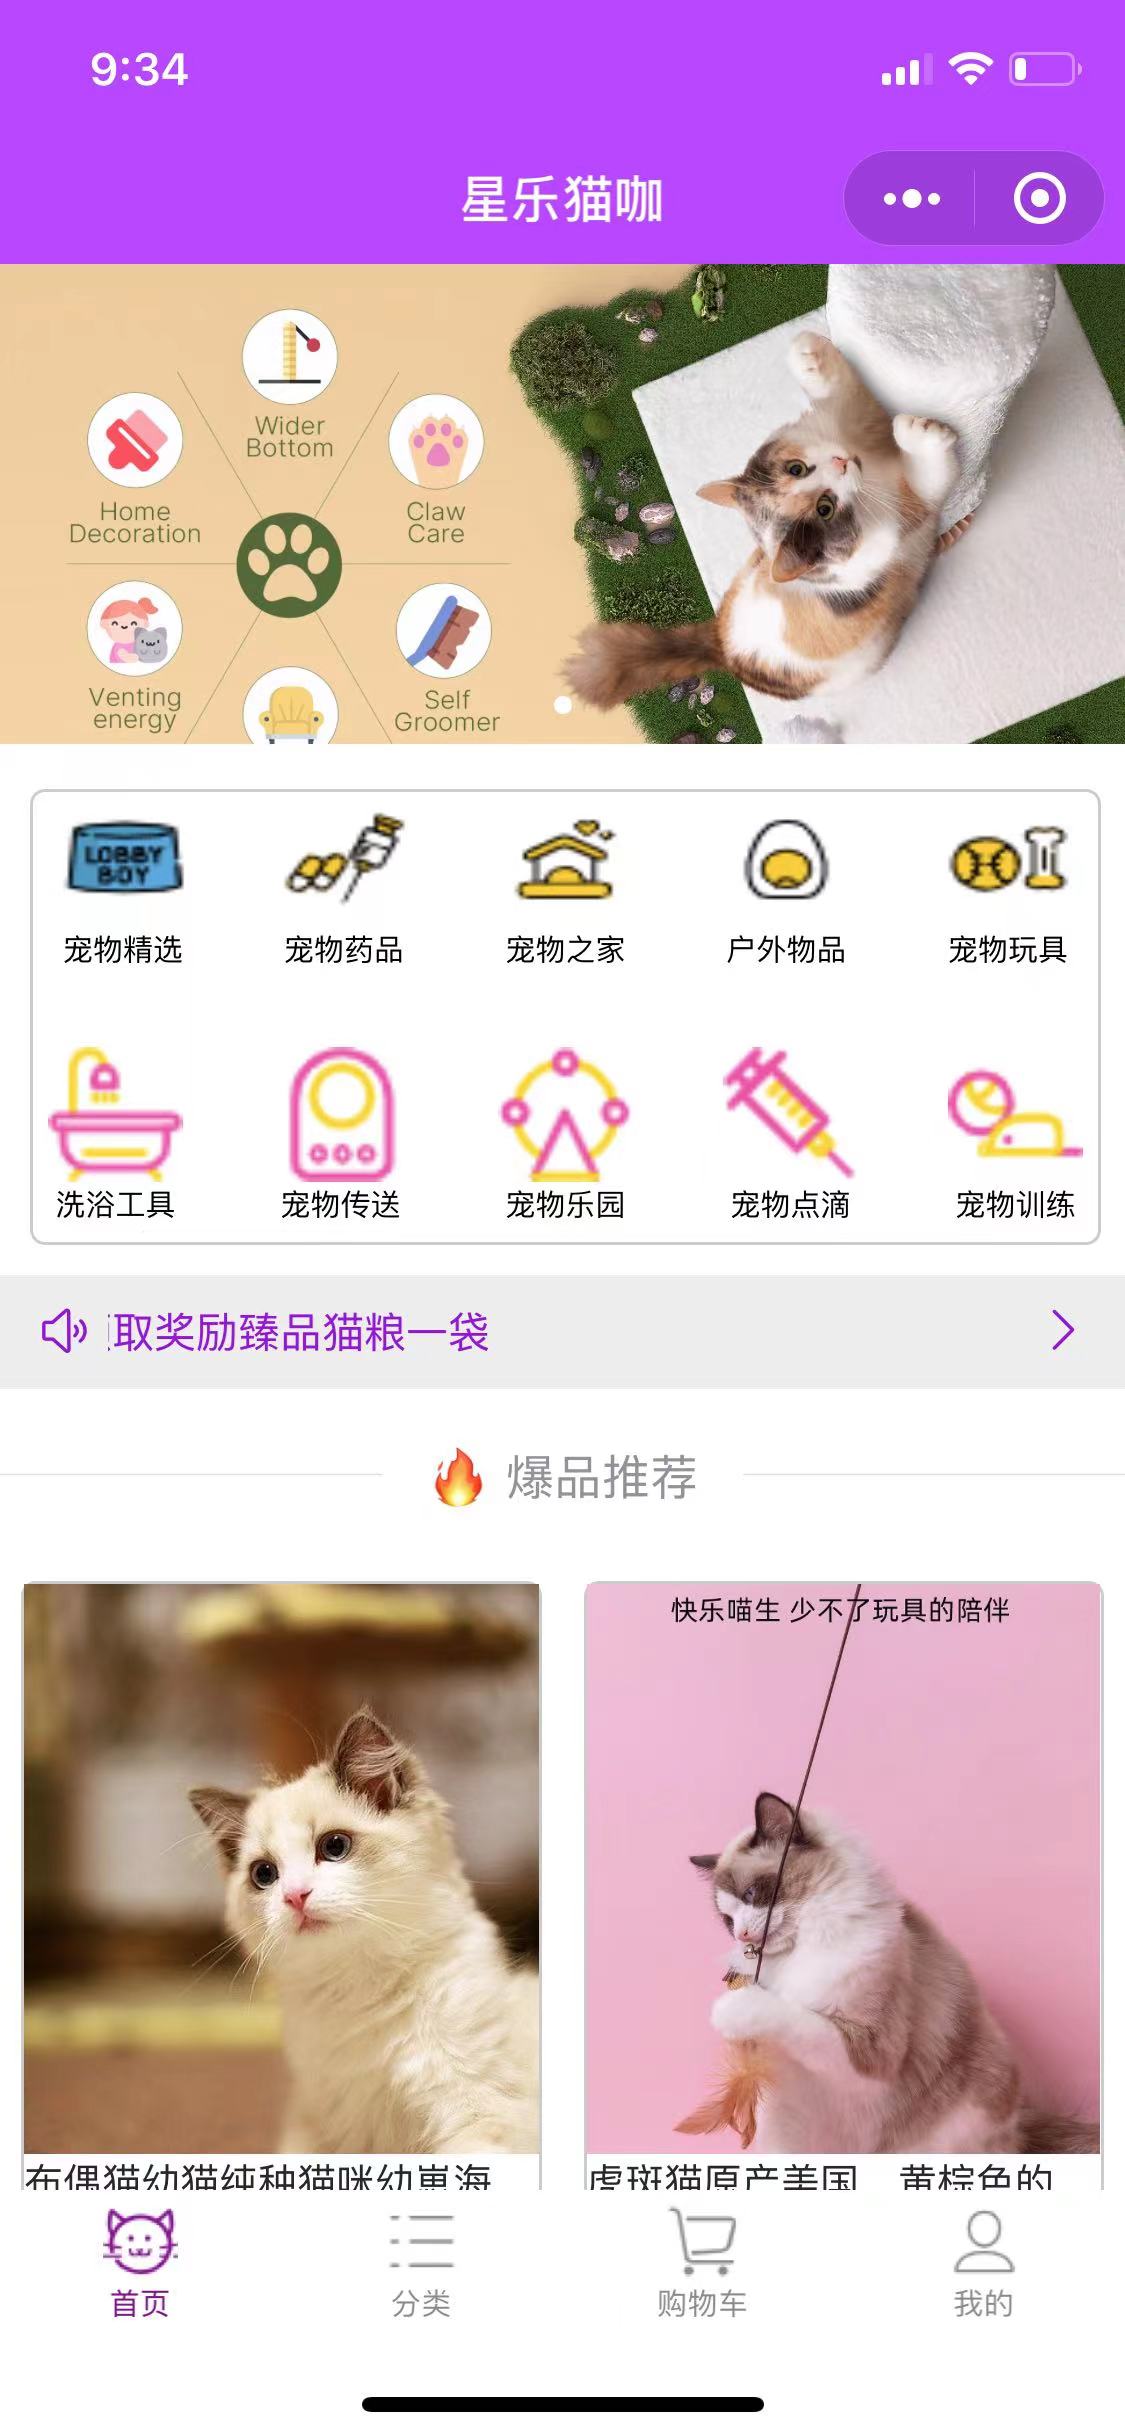 9:34
星乐猫咖
Wider
Bottom
Home
Decoration
Claw
Care
Venting
energy
Self
Groomer
LOBBY
BOY
宠物精选
宠物药品
宠物之家
户外物品
宠物玩具
洗浴工具
宠物传送
宠物乐园
宠物点滴
宠物训练
取奖励臻品猫粮一袋
爆品推荐
快乐喵生 少不了玩具的陪伴
布偶猫幼猫纯种猫咪幼崽海
虎斑猫原产美国 黄棕色的
首页
分类
购物车
我的